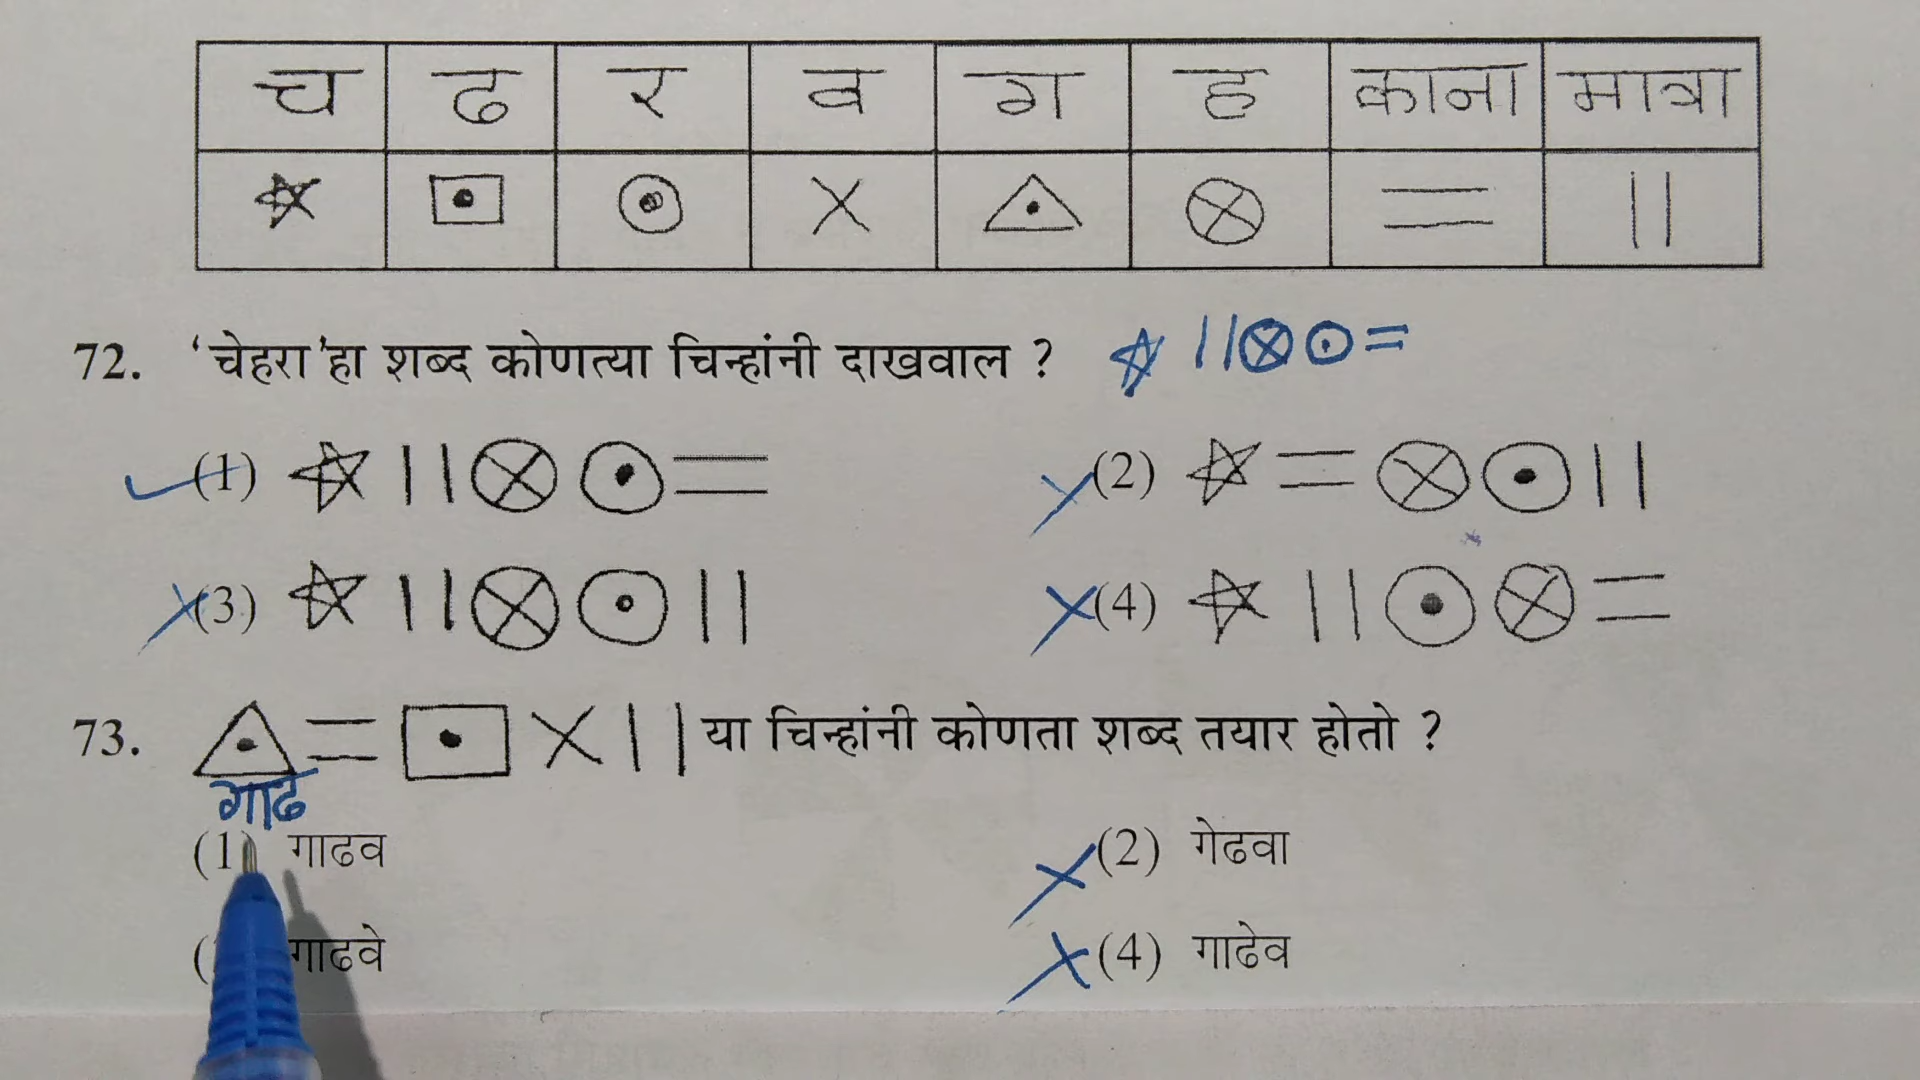 च ढ र व ग ह काना मात्रा
72. 'चेहरा' हा शब्द कोणत्या चिन्हांनी दाखवाल ?
(1)
(2)
(3)
(4)
73. या चिन्हांनी कोणता शब्द तयार होतो ?
गाढ
(1) गाढव
(2) गेढवा
गाढवे
(4) गाढेव